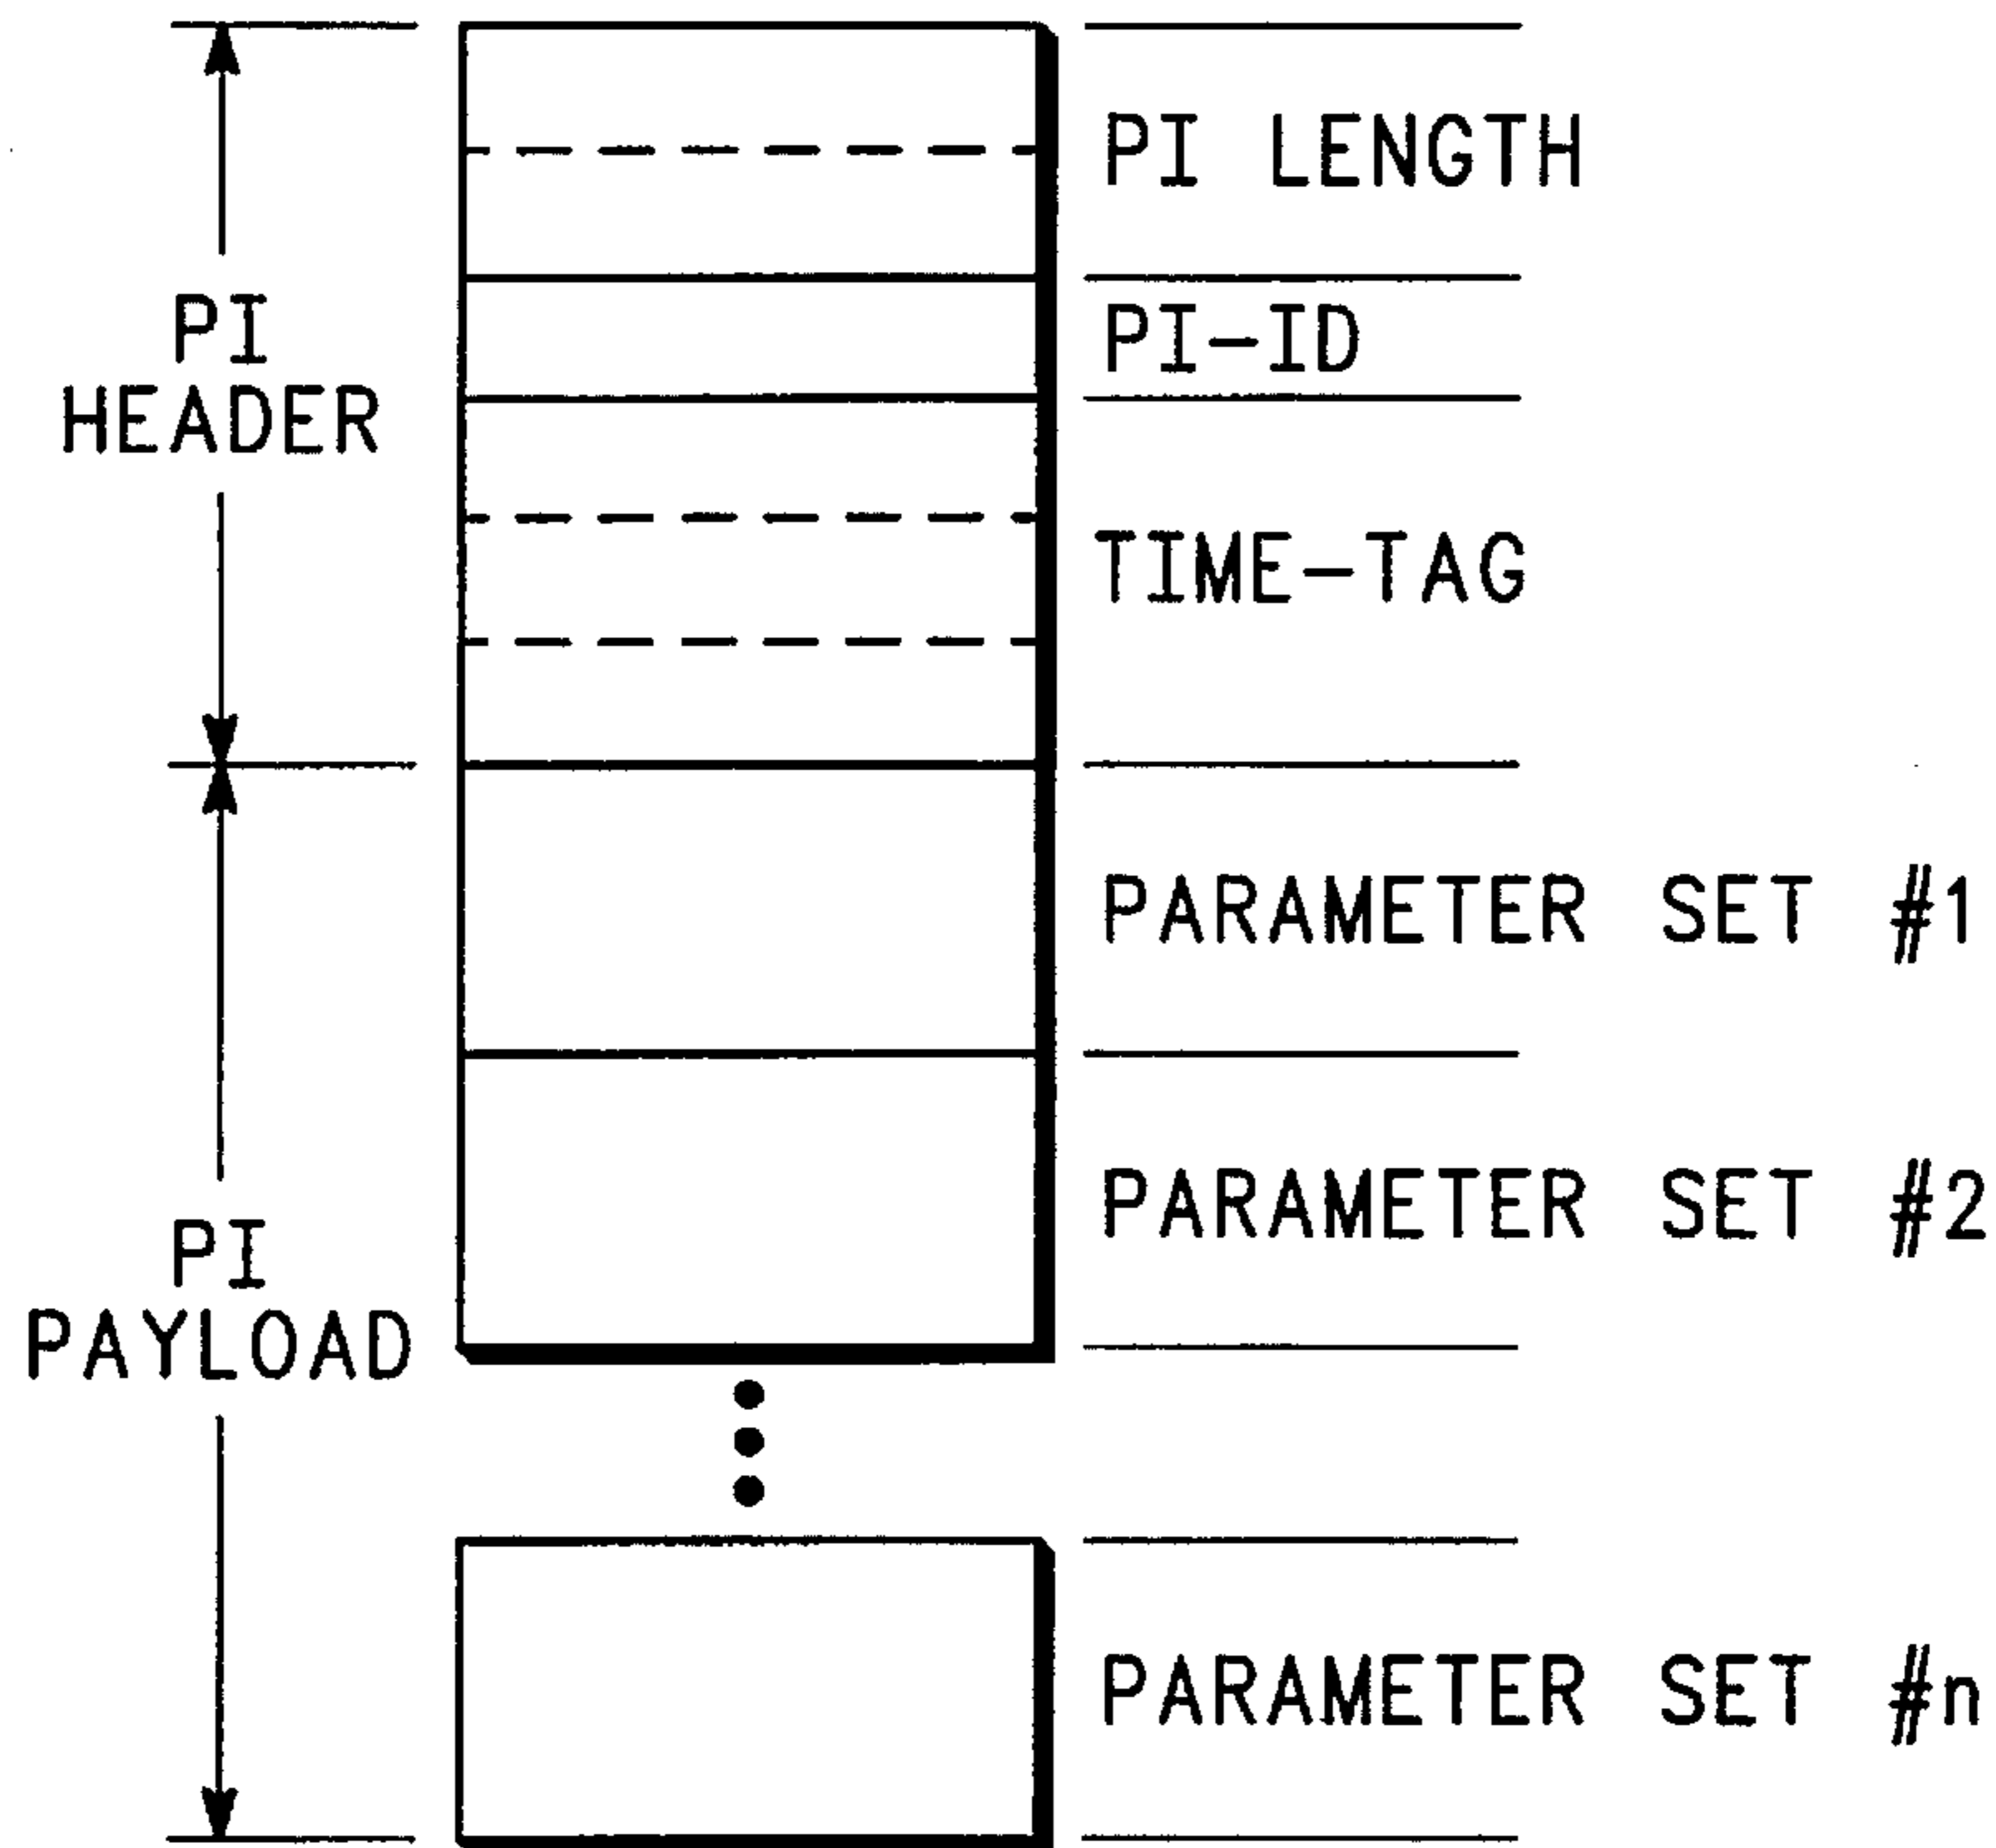 PI LENGTH
PI-ID
PI
HEADER
TIME-TAG
PARAMETER SET #1
PARAMETER SET #2
PI
PAYLOAD
PARAMETER SET #n